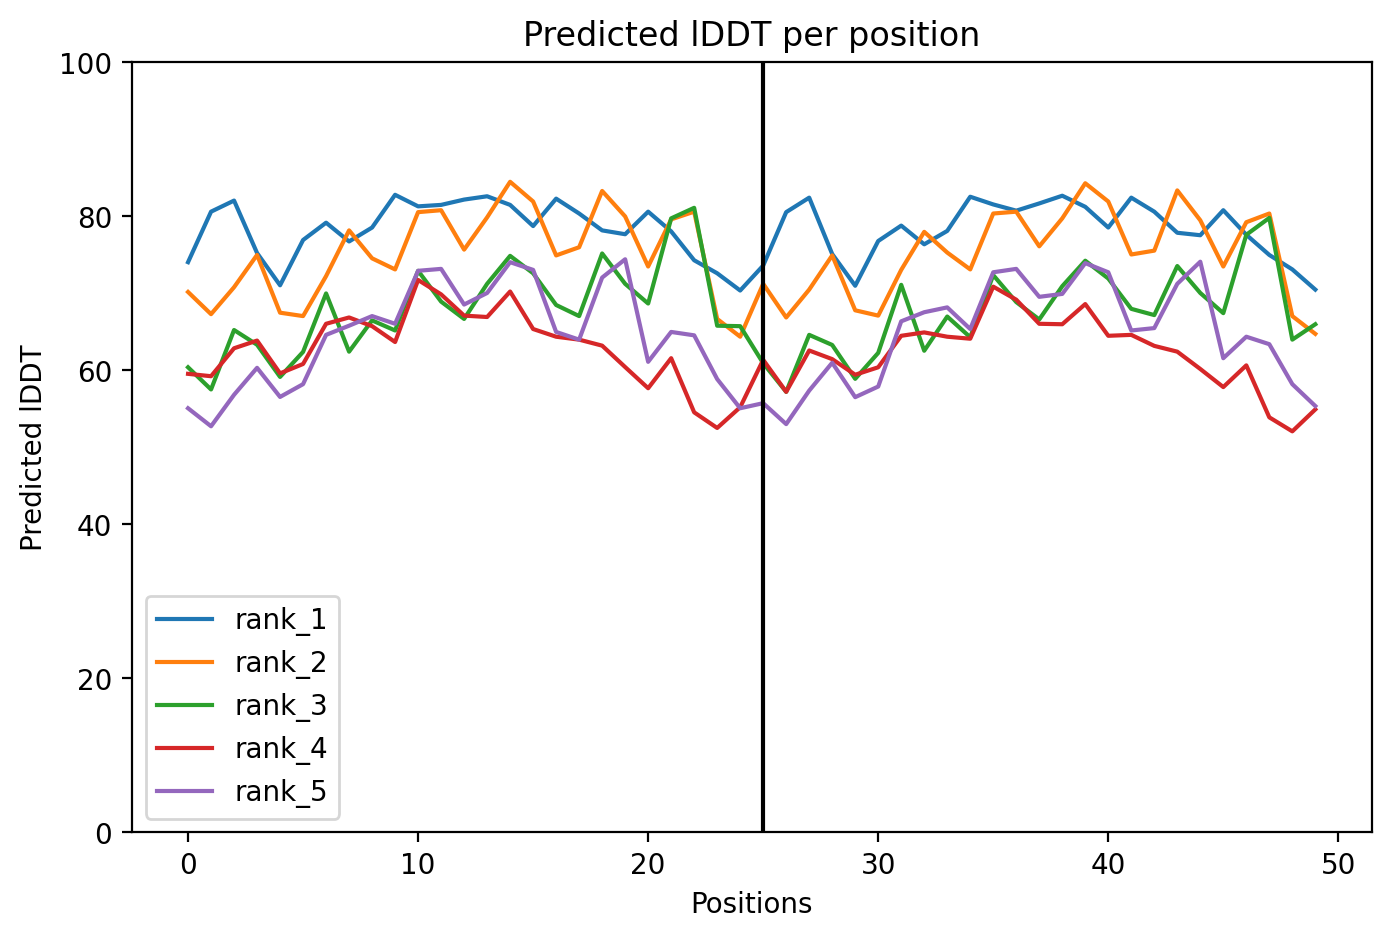 Predicted lDDT per position
Predicted lDDT
100
80
60
40
20
0
rank_1
rank_2
rank_3
rank_4
rank_5
0 10 20 30 40 50
Positions